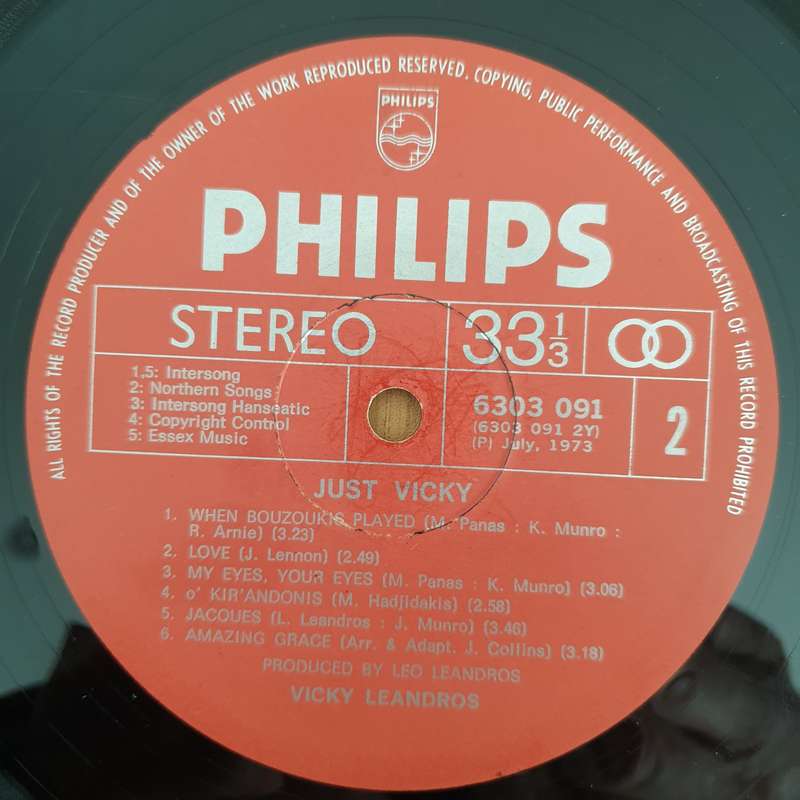 ALL RIGHTS OF THE RECORD PRODUCER AND OF THE OWNER OF THE WORK REPRODUCED RESERVED. COPYING, PUBLIC PERFORMANCE AND BROADCASTING OF THIS RECORD PROHIBITED
PHILIPS
PHILIPS
STEREO
33 1/3
1,5: Intersong
2: Northern Songs
3: Intersong Hanseatic
4: Copyright Control
5: Essex Music
6303 091
(6303 091 2Y)
(P) July, 1973
2
JUST VICKY
1. WHEN BOUZOUKIS PLAYED (M. Panas : K. Munro :
R. Arnie) (3.23)
2. LOVE (J. Lennon) (2.49)
3. MY EYES, YOUR EYES (M. Panas : K. Munro) (3.06)
4. o' KIR'ANDONIS (M. Hadjidakis) (2.58)
5. JACQUES (L. Leandros : J. Munro) (3.46)
6. AMAZING GRACE (Arr. & Adapt. J. Collins) (3.18)
PRODUCED BY LEO LEANDROS
VICKY LEANDROS